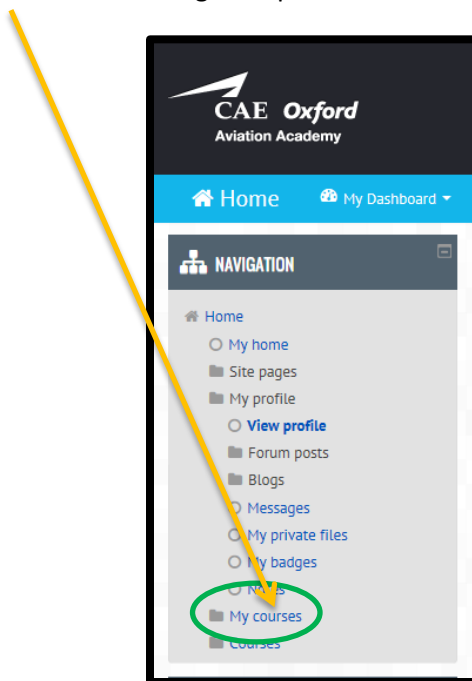 CAE Oxford
Aviation Academy
Home My Dashboard
NAVIGATION
Home
My home
Site pages
My profile
View profile
Forum posts
Blogs
Messages
My private files
My badges
Notes
My courses
Courses